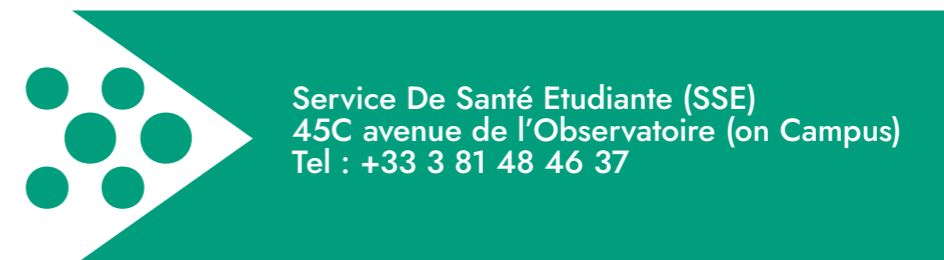 Service De Santé Etudiante (SSE)
45C avenue de l’Observatoire (on Campus)
Tel : +33 3 81 48 46 37